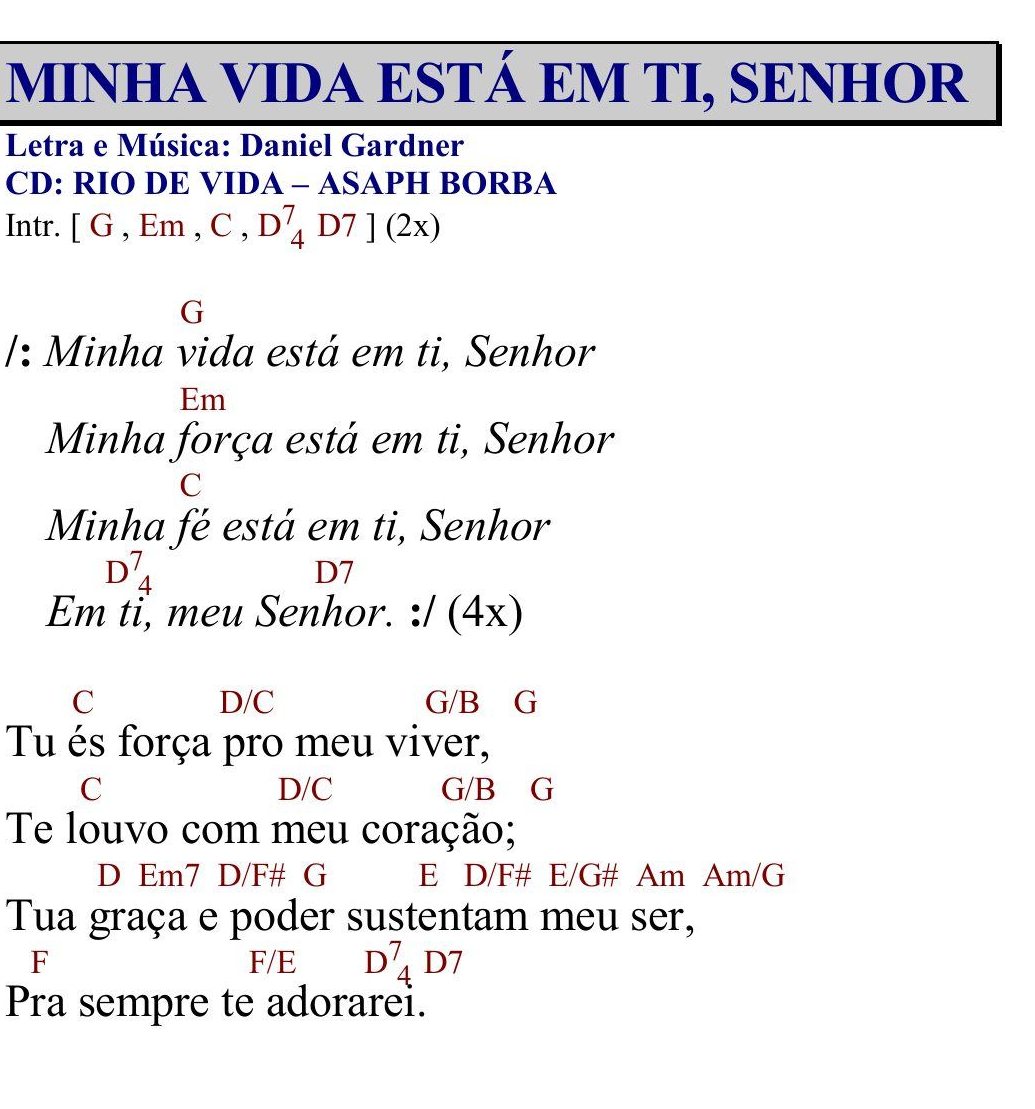 MINHA VIDA ESTÁ EM TI, SENHOR
Letra e Música: Daniel Gardner
CD: RIO DE VIDA – ASAPH BORBA
Intr. [ G , Em , C , D7/4 D7 ] (2x)
G
/: Minha vida está em ti, Senhor
Em
Minha força está em ti, Senhor
C
Minha fé está em ti, Senhor
D7/4 D7
Em ti, meu Senhor. :/ (4x)
C D/C G/B G
Tu és força pro meu viver,
C D/C G/B G
Te louvo com meu coração;
D Em7 D/F# G E D/F# E/G# Am Am/G
Tua graça e poder sustentam meu ser,
F F/E D7/4 D7
Pra sempre te adorarei.